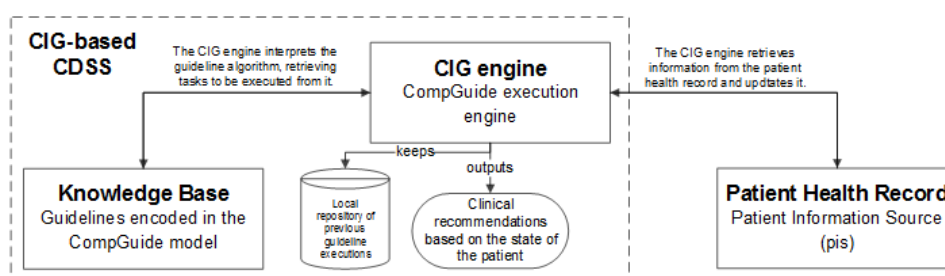 CIG-based
CDSS
The CIG engine interprets the
guideline algorithm, retrieving
tasks to be executed from it.
CIG engine
CompGuide execution
engine
The CIG engine retrieves
information from the patient
health record and updtates it.
keeps
outputs
Knowledge Base
Guidelines encoded in the
CompGuide model
Local
repository of
previous
guideline
executions
Clinical
recommendations
based on the state of
the patient
Patient Health Record
Patient Information Source
(pis)